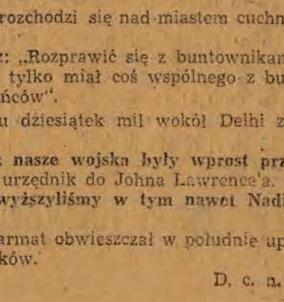 rozchodzi się nad miastem cuchn
z: „Rozprawić się z buntownikam
tylko miał coś wspólnego z bu
ńców“.
u dziesiątek mil wokół Delhi z
nasze wojska były wprost prz
urzędnik do Johna Lawrence'a.
wyższyliśmy w tym nawet Nadi
armat obwieszczał w południe up
ków.
D. c. n.